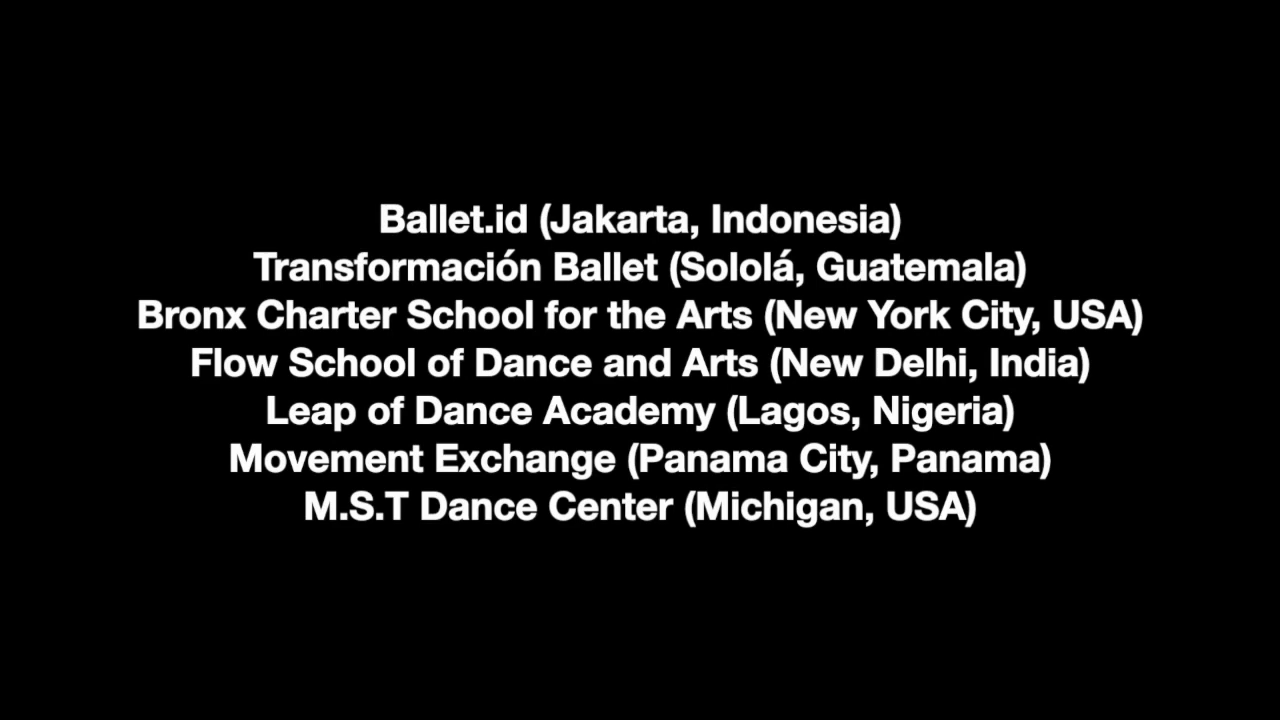 Ballet.id (Jakarta, Indonesia)
Transformación Ballet (Sololá, Guatemala)
Bronx Charter School for the Arts (New York City, USA)
Flow School of Dance and Arts (New Delhi, India)
Leap of Dance Academy (Lagos, Nigeria)
Movement Exchange (Panama City, Panama)
M.S.T Dance Center (Michigan, USA)